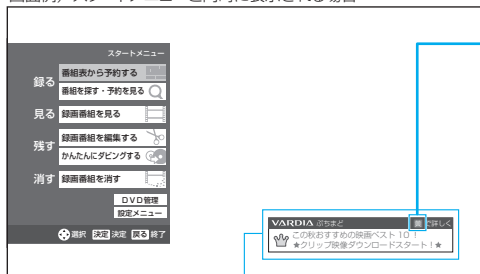 画面例）スタートメニューと同時に表示される場合
スタートメニュー
録る
番組表から予約する
番組を探す・予約を見る
見る
録画番組を見る
残す
録画番組を編集する
かんたんにダビングする
消す
録画番組を消す
DVD管理
設定メニュー
選択 決定 決定 戻る 終了
VARDIA ぷちまど
で詳しく
この秋おすすめの映画ベスト10！
★クリップ映像ダウンロードスタート！★